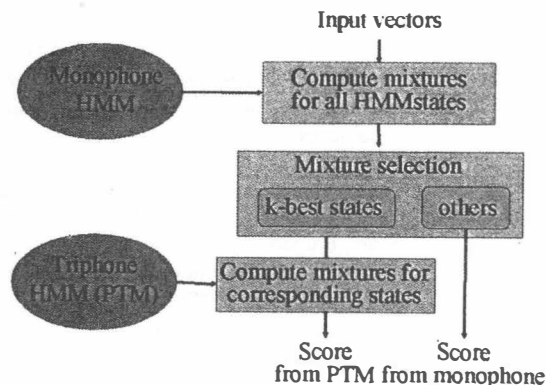 Input vectors
Monophone
HMM
Compute mixtures
for all HMMstates
Mixture selection
k-best states
others
Triphone
HMM (PTM)
Compute mixtures for
corresponding states
Score
from PTM
Score
from monophone